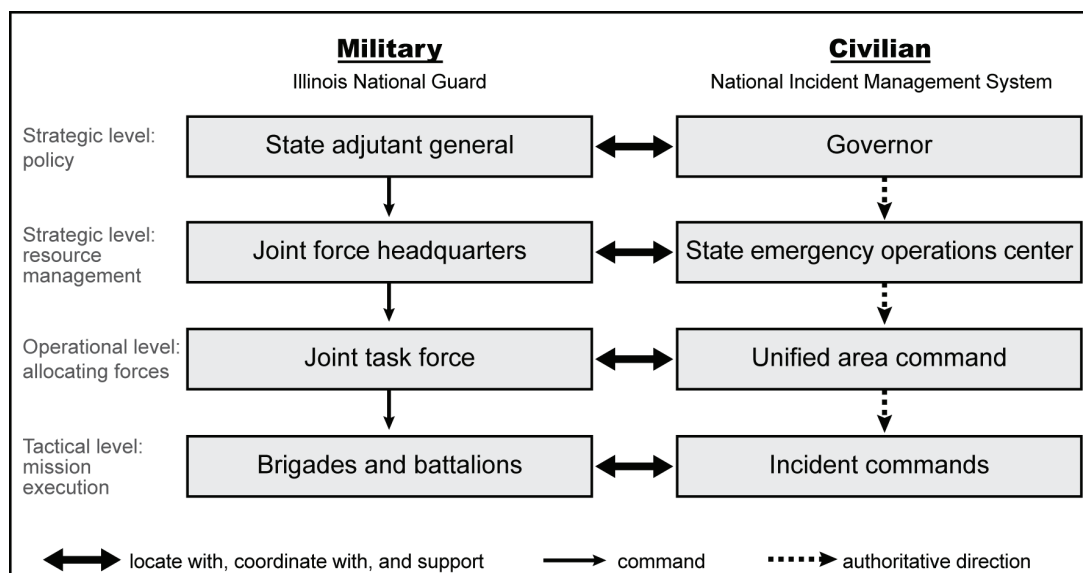 Military
Illinois National Guard
Civilian
National Incident Management System
Strategic level:
policy
State adjutant general
Governor
Strategic level:
resource
management
Joint force headquarters
State emergency operations center
Operational level:
allocating forces
Joint task force
Unified area command
Tactical level:
mission
execution
Brigades and battalions
Incident commands
locate with, coordinate with, and support
command
authoritative direction